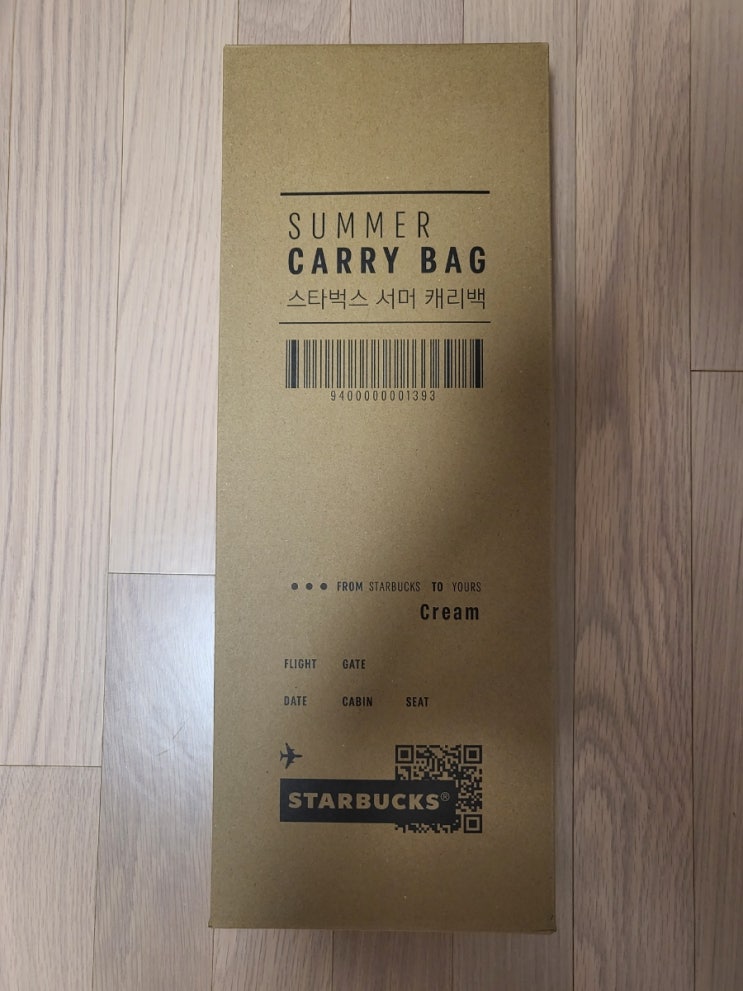 SUMMER
CARRY BAG
스타벅스 서머 캐리백
9400000001393
••• FROM STARBUCKS TO YOURS
Cream
FLIGHT GATE
DATE CABIN SEAT
STARBUCKS®